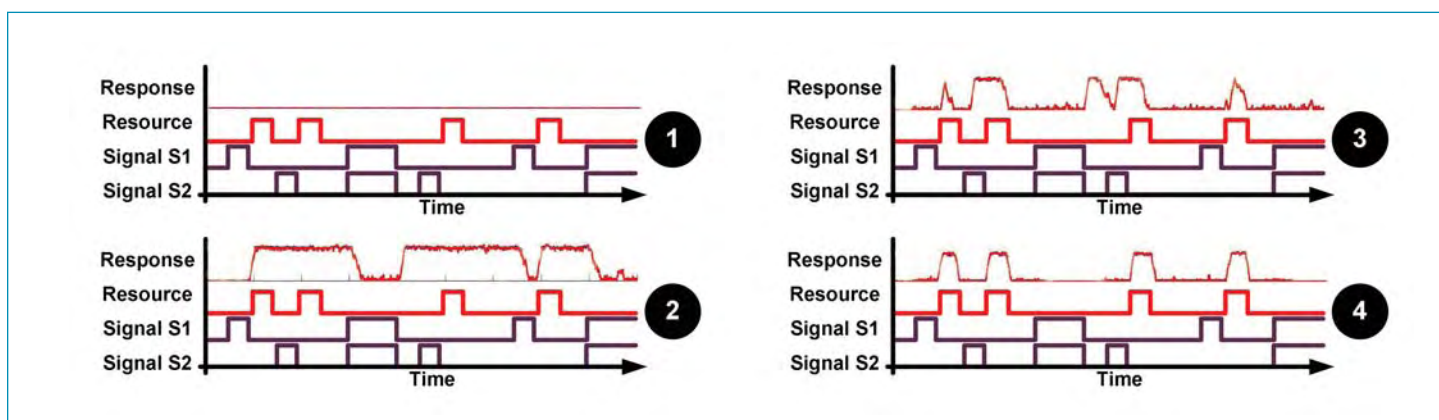 Response
Resource
Signal S1
Signal S2
Time
1
Response
Resource
Signal S1
Signal S2
Time
2
Response
Resource
Signal S1
Signal S2
Time
3
Response
Resource
Signal S1
Signal S2
Time
4